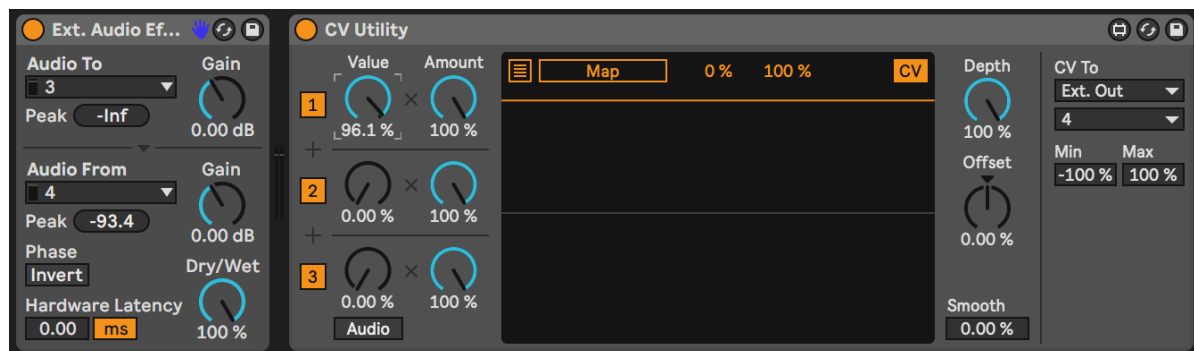 Ext. Audio Ef...
Audio To
Gain
3
Peak -Inf
0.00 dB
Audio From
Gain
4
Peak -93.4
0.00 dB
Phase
Invert
Dry/Wet
Hardware Latency
0.00 ms
100 %
CV Utility
Value Amount
1
96.1 % × 100 %
+
2
0.00 % × 100 %
+
3
0.00 % × 100 %
Audio
Map 0 % 100 % CV
Depth
100 %
Offset
0.00 %
Smooth
0.00 %
CV To
Ext. Out
4
Min Max
-100 % 100 %